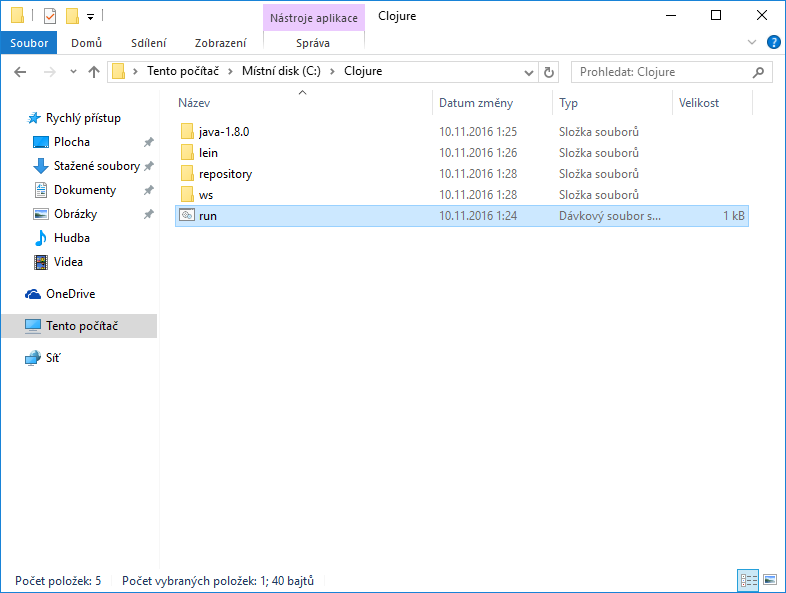 Nástroje aplikace Clojure
Soubor Domů Sdílení Zobrazení Správa
Tento počítač Místní disk (C:) Clojure
Prohledat: Clojure
Rychlý přístup
Plocha
Stažené soubory
Dokumenty
Obrázky
Hudba
Videa
OneDrive
Tento počítač
Síť
Název Datum změny Typ Velikost
java-1.8.0 10.11.2016 1:25 Složka souborů
lein 10.11.2016 1:26 Složka souborů
repository 10.11.2016 1:28 Složka souborů
ws 10.11.2016 1:28 Složka souborů
run 10.11.2016 1:24 Dávkový soubor s... 1 kB
Počet položek: 5 Počet vybraných položek: 1; 40 bajtů